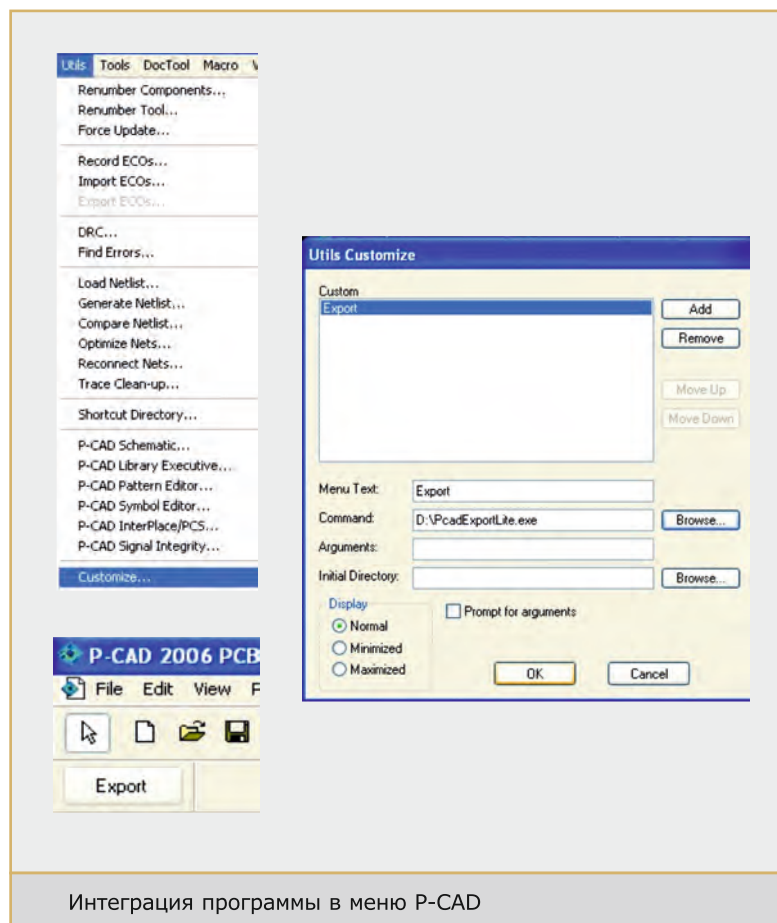 Utils Tools DocTool Macro
Renumber Components...
Renumber Tool...
Force Update...
Record ECOs...
Import ECOs...
Export ECOs...
DRC...
Find Errors...
Load Netlist...
Generate Netlist...
Compare Netlist...
Optimize Nets...
Reconnect Nets...
Trace Clean-up...
Shortcut Directory...
P-CAD Schematic...
P-CAD Library Executive...
P-CAD Pattern Editor...
P-CAD Symbol Editor...
P-CAD InterPlace/PCS...
P-CAD Signal Integrity...
Customize...
Utils Customize
Custom
Export
Add
Remove
Move Up
Move Down
Menu Text: Export
Command: D:\PcadExportLite.exe Browse...
Arguments:
Initial Directory: Browse...
Display
Normal
Minimized
Maximized
Prompt for arguments
OK Cancel
P-CAD 2006 PCB
File Edit View
Export
Интеграция программы в меню P-CAD